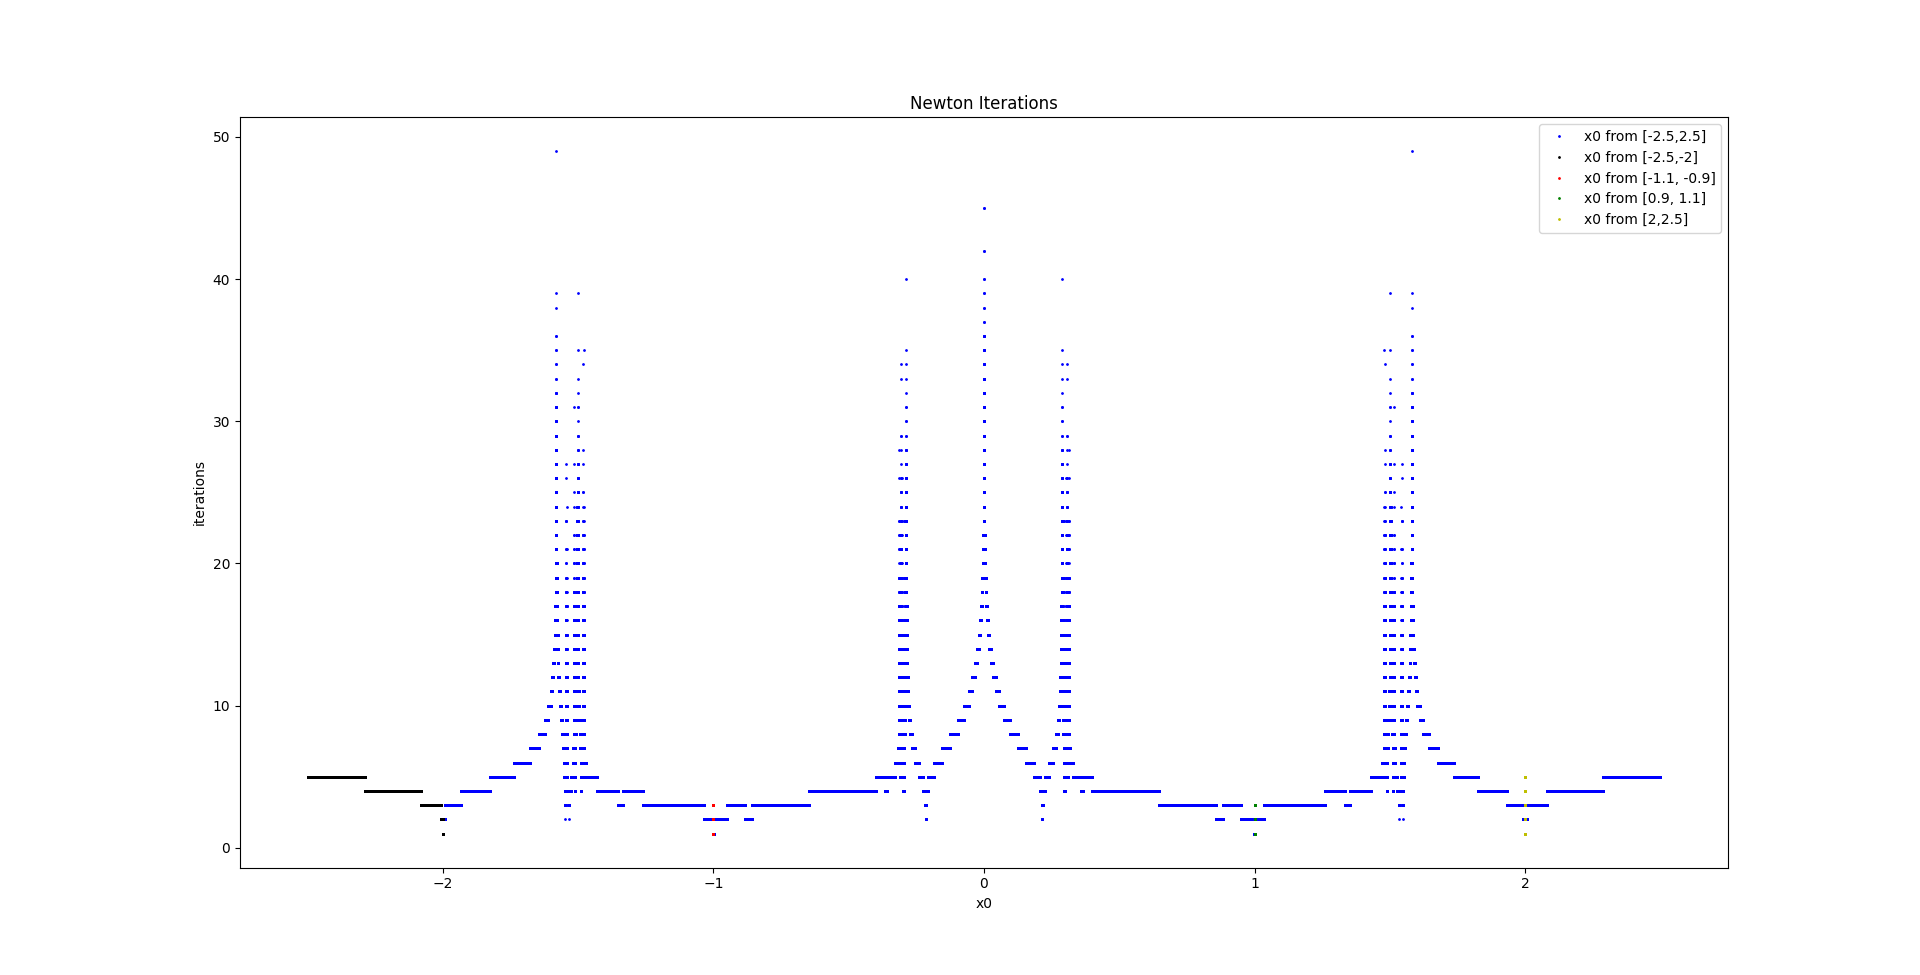 Newton Iterations
50
40
30
20
10
0
iterations
−2
−1
0
1
2
x0
x0 from [-2.5,2.5]
x0 from [-2.5,-2]
x0 from [-1.1, -0.9]
x0 from [0.9, 1.1]
x0 from [2,2.5]